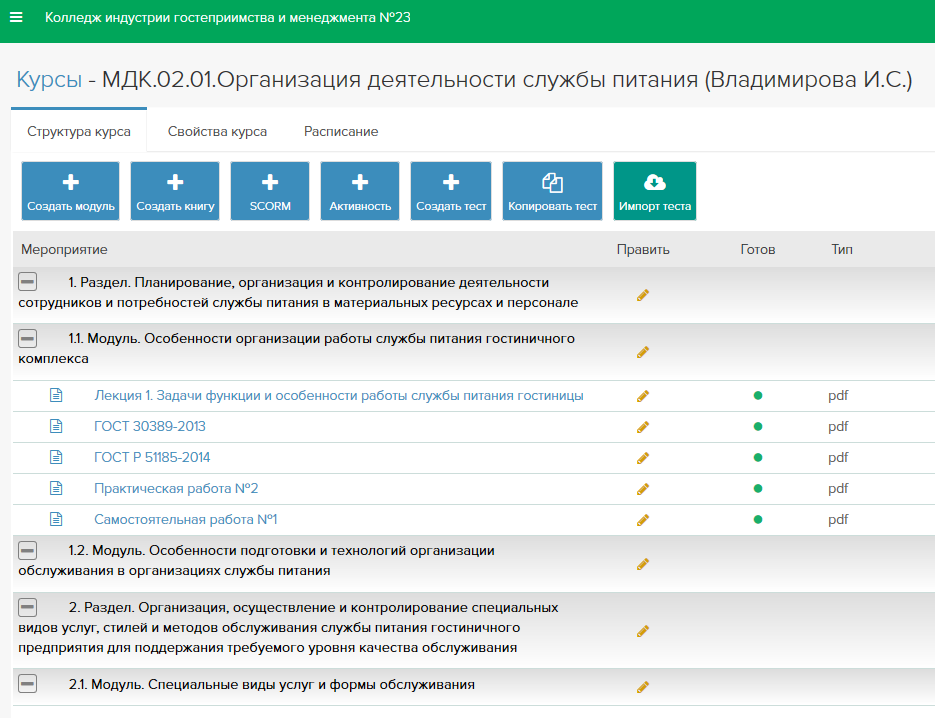 Колледж индустрии гостеприимства и менеджмента №23
Курсы - МДК.02.01.Организация деятельности службы питания (Владимирова И.С.)
Структура курса Свойства курса Расписание
Создать модуль Создать книгу SCORM Активность Создать тест Копировать тест Импорт теста
Мероприятие Править Готов Тип
1. Раздел. Планирование, организация и контролирование деятельности
сотрудников и потребностей службы питания в материальных ресурсах и персонале
1.1. Модуль. Особенности организации работы службы питания гостиничного
комплекса
Лекция 1. Задачи функции и особенности работы службы питания гостиницы pdf
ГОСТ 30389-2013 pdf
ГОСТ Р 51185-2014 pdf
Практическая работа №2 pdf
Самостоятельная работа №1 pdf
1.2. Модуль. Особенности подготовки и технологий организации
обслуживания в организациях службы питания
2. Раздел. Организация, осуществление и контролирование специальных
видов услуг, стилей и методов обслуживания службы питания гостиничного
предприятия для поддержания требуемого уровня качества обслуживания
2.1. Модуль. Специальные виды услуг и формы обслуживания